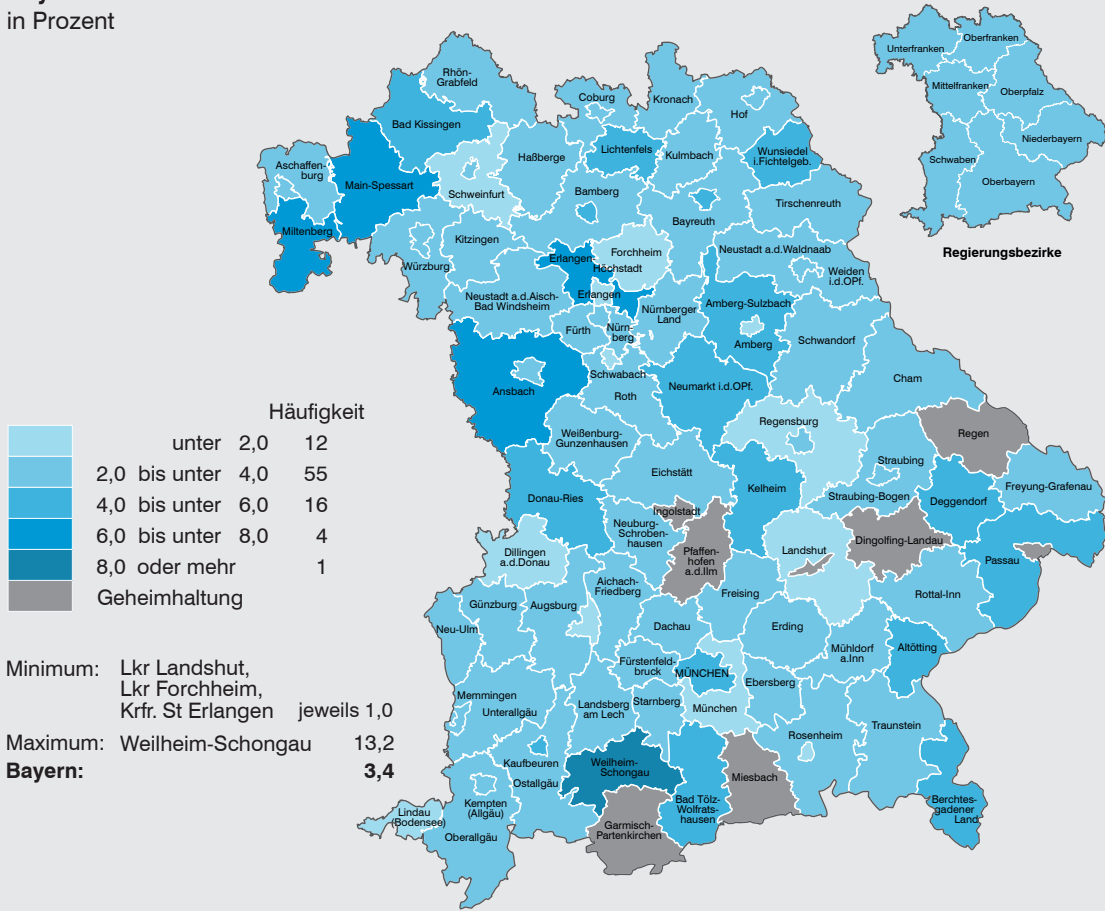 in Prozent
Unterfranken
Oberfranken
Mittelfranken
Oberpfalz
Niederbayern
Schwaben
Oberbayern
Regierungsbezirke
Rhön-
Grabfeld
Coburg
Kronach
Hof
Bad Kissingen
Lichtenfels
Kulmbach
Wunsiedel
i.Fichtelgeb.
Aschaffen-
burg
Main-Spessart
Schweinfurt
Haßberge
Bamberg
Bayreuth
Tirschenreuth
Miltenberg
Würzburg
Kitzingen
Erlangen-
Höchstadt
Forchheim
Neustadt a.d.Waldnaab
Weiden
i.d.OPf.
Neustadt a.d.Aisch-
Bad Windsheim
Erlangen
Fürth
Nürn-
berg
Nürnberger
Land
Amberg-Sulzbach
Amberg
Schwandorf
Ansbach
Schwabach
Roth
Neumarkt i.d.OPf.
Cham
Weißenburg-
Gunzenhausen
Regensburg
Regen
Eichstätt
Straubing
Straubing-Bogen
Freyung-Grafenau
Donau-Ries
Kelheim
Deggendorf
Ingolstadt
Neuburg-
Schroben-
hausen
Pfaffen-
hofen
a.d.Ilm
Landshut
Dingolfing-Landau
Passau
Dillingen
a.d.Donau
Aichach-
Friedberg
Freising
Rottal-Inn
Günzburg
Augsburg
Neu-Ulm
Dachau
Erding
Mühldorf
a.Inn
Altötting
Fürstenfeld-
bruck
MÜNCHEN
Ebersberg
Memmingen
Unterallgäu
Landsberg
am Lech
Starnberg
München
Traunstein
Rosenheim
Kaufbeuren
Ostallgäu
Weilheim-
Schongau
Miesbach
Bad Tölz-
Wolfrats-
hausen
Berchtes-
gadener
Land
Lindau
(Bodensee)
Kempten
(Allgäu)
Oberallgäu
Garmisch-
Partenkirchen
Häufigkeit
unter 2,0 12
2,0 bis unter 4,0 55
4,0 bis unter 6,0 16
6,0 bis unter 8,0 4
8,0 oder mehr 1
Geheimhaltung
Minimum: Lkr Landshut,
Lkr Forchheim,
Krfr. St Erlangen jeweils 1,0
Maximum: Weilheim-Schongau 13,2
Bayern: 3,4